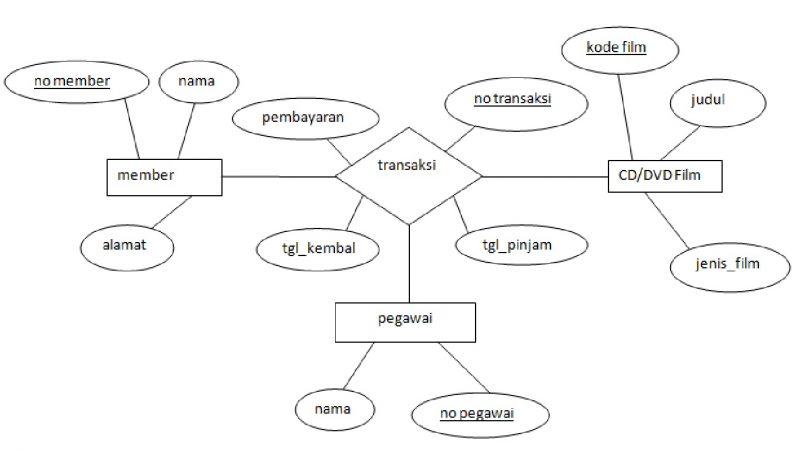 kode film
no member
nama
judul
no transaksi
pembayaran
transaksi
member
CD/DVD Film
alamat
tgl_kembal
tgl_pinjam
jenis_film
pegawai
nama
no pegawai